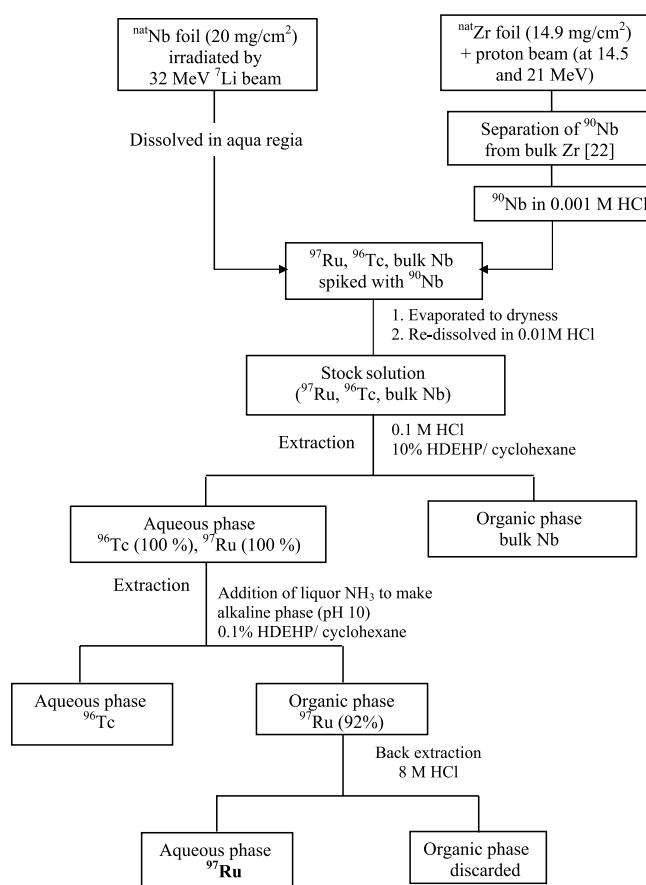 ⁿᵃᵗNb foil (20 mg/cm²)
irradiated by
32 MeV ⁷Li beam
ⁿᵃᵗZr foil (14.9 mg/cm²)
+ proton beam (at 14.5
and 21 MeV)
Dissolved in aqua regia
Separation of ⁹⁰Nb
from bulk Zr [22]
⁹⁰Nb in 0.001 M HCl
⁹⁷Ru, ⁹⁶Tc, bulk Nb
spiked with ⁹⁰Nb
1. Evaporated to dryness
2. Re-dissolved in 0.01M HCl
Stock solution
(⁹⁷Ru, ⁹⁶Tc, bulk Nb)
Extraction
0.1 M HCl
10% HDEHP/ cyclohexane
Aqueous phase
⁹⁶Tc (100 %), ⁹⁷Ru (100 %)
Organic phase
bulk Nb
Extraction
Addition of liquor NH₃ to make
alkaline phase (pH 10)
0.1% HDEHP/ cyclohexane
Aqueous phase
⁹⁶Tc
Organic phase
⁹⁷Ru (92%)
Back extraction
8 M HCl
Aqueous phase
⁹⁷Ru
Organic phase
discarded